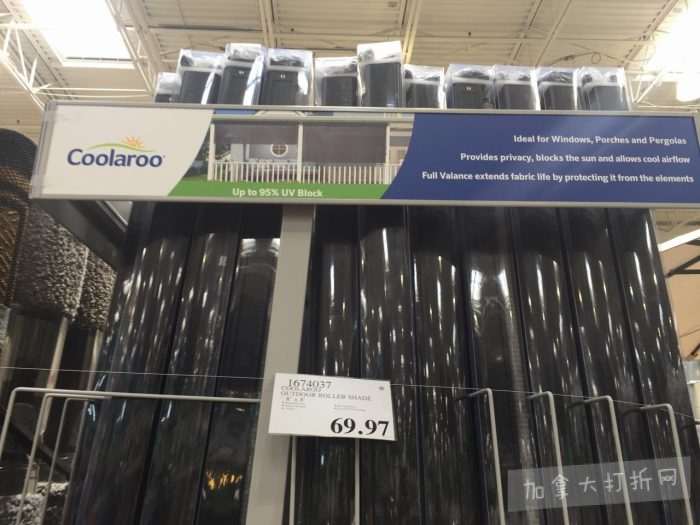 Coolaroo
Up to 95% UV Block
Ideal for Windows, Porches and Pergolas
Provides privacy, blocks the sun and allows cool airflow
Full Valance extends fabric life by protecting it from the elements
1674037
COOLAROO
OUTDOOR ROLLER SHADE
8' x 8'
69.97
加拿大打折网